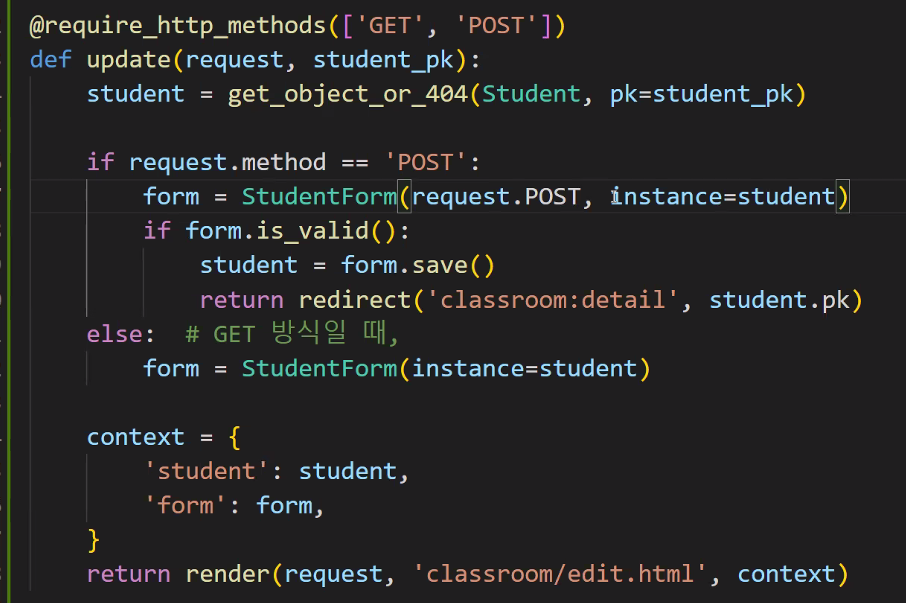 @require_http_methods(['GET', 'POST'])
def update(request, student_pk):
    student = get_object_or_404(Student, pk=student_pk)

    if request.method == 'POST':
        form = StudentForm(request.POST, instance=student)
        if form.is_valid():
            student = form.save()
            return redirect('classroom:detail', student.pk)
    else:  # GET 방식일 때,
        form = StudentForm(instance=student)

    context = {
        'student': student,
        'form': form,
    }
    return render(request, 'classroom/edit.html', context)